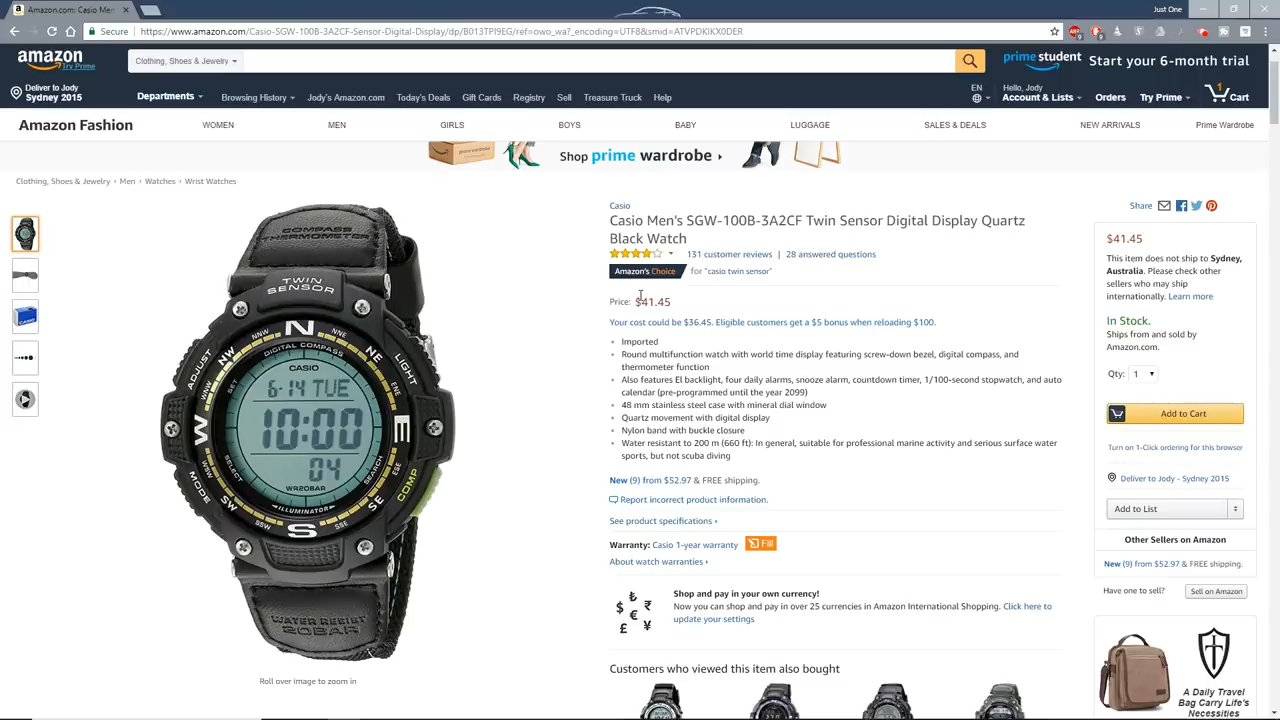 Amazon.com: Casio Men
Just One
Secure
https://www.amazon.com/Casio-SGW-100B-3A2CF-Sensor-Digital-Display/dp/B013TPI9EG/ref=owo_wa?_encoding=UTF8&smid=ATVPDKIKX0DER
amazon
Try Prime
Clothing, Shoes & Jewelry
prime student
Start your 6-month trial
Deliver to Jody
Sydney 2015
Departments
Browsing History
Jody's Amazon.com
Today's Deals
Gift Cards
Registry
Sell
Treasure Truck
Help
EN
Hello, Jody
Account & Lists
Orders
Try Prime
1
Cart
Amazon Fashion
WOMEN
MEN
GIRLS
BOYS
BABY
LUGGAGE
SALES & DEALS
NEW ARRIVALS
Prime Wardrobe
Shop prime wardrobe
Clothing, Shoes & Jewelry › Men › Watches › Wrist Watches
COMPASS
THERMOMETER
TWIN
SENSOR
N
DIGITAL COMPASS
NNW
NNE
NW
NE
ADJUST
LIGHT
CASIO
6-14 TUE
10:00
04
W
E
SET
WSW
ESE
SELECT
SEARCH
WR20BAR
MODE
COMP
SW
SE
ILLUMINATOR
SSW
SSE
S
WATER RESIST
20BAR
Roll over image to zoom in
Casio
Casio Men's SGW-100B-3A2CF Twin Sensor Digital Display Quartz
Black Watch
131 customer reviews | 28 answered questions
Amazon's Choice for "casio twin sensor"
Price: $41.45
Your cost could be $36.45. Eligible customers get a $5 bonus when reloading $100.
Imported
Round multifunction watch with world time display featuring screw-down bezel, digital compass, and
thermometer function
Also features El backlight, four daily alarms, snooze alarm, countdown timer, 1/100-second stopwatch, and auto
calendar (pre-programmed until the year 2099)
48 mm stainless steel case with mineral dial window
Quartz movement with digital display
Nylon band with buckle closure
Water resistant to 200 m (660 ft): In general, suitable for professional marine activity and serious surface water
sports, but not scuba diving
New (9) from $52.97 & FREE shipping.
Report incorrect product information.
See product specifications ›
Warranty: Casio 1-year warranty
Fill
About watch warranties ›
$ ₺ ₹
€
£ ¥
Shop and pay in your own currency!
Now you can shop and pay in over 25 currencies in Amazon International Shopping. Click here to
update your settings
Customers who viewed this item also bought
Share
$41.45
This item does not ship to Sydney,
Australia. Please check other
sellers who may ship
internationally. Learn more
In Stock.
Ships from and sold by
Amazon.com.
Qty: 1
Add to Cart
Turn on 1-Click ordering for this browser
Deliver to Jody - Sydney 2015
Add to List
Other Sellers on Amazon
New (9) from $52.97 & FREE shipping.
Have one to sell?
Sell on Amazon
A Daily Travel
Bag Carry Life's
Necessities